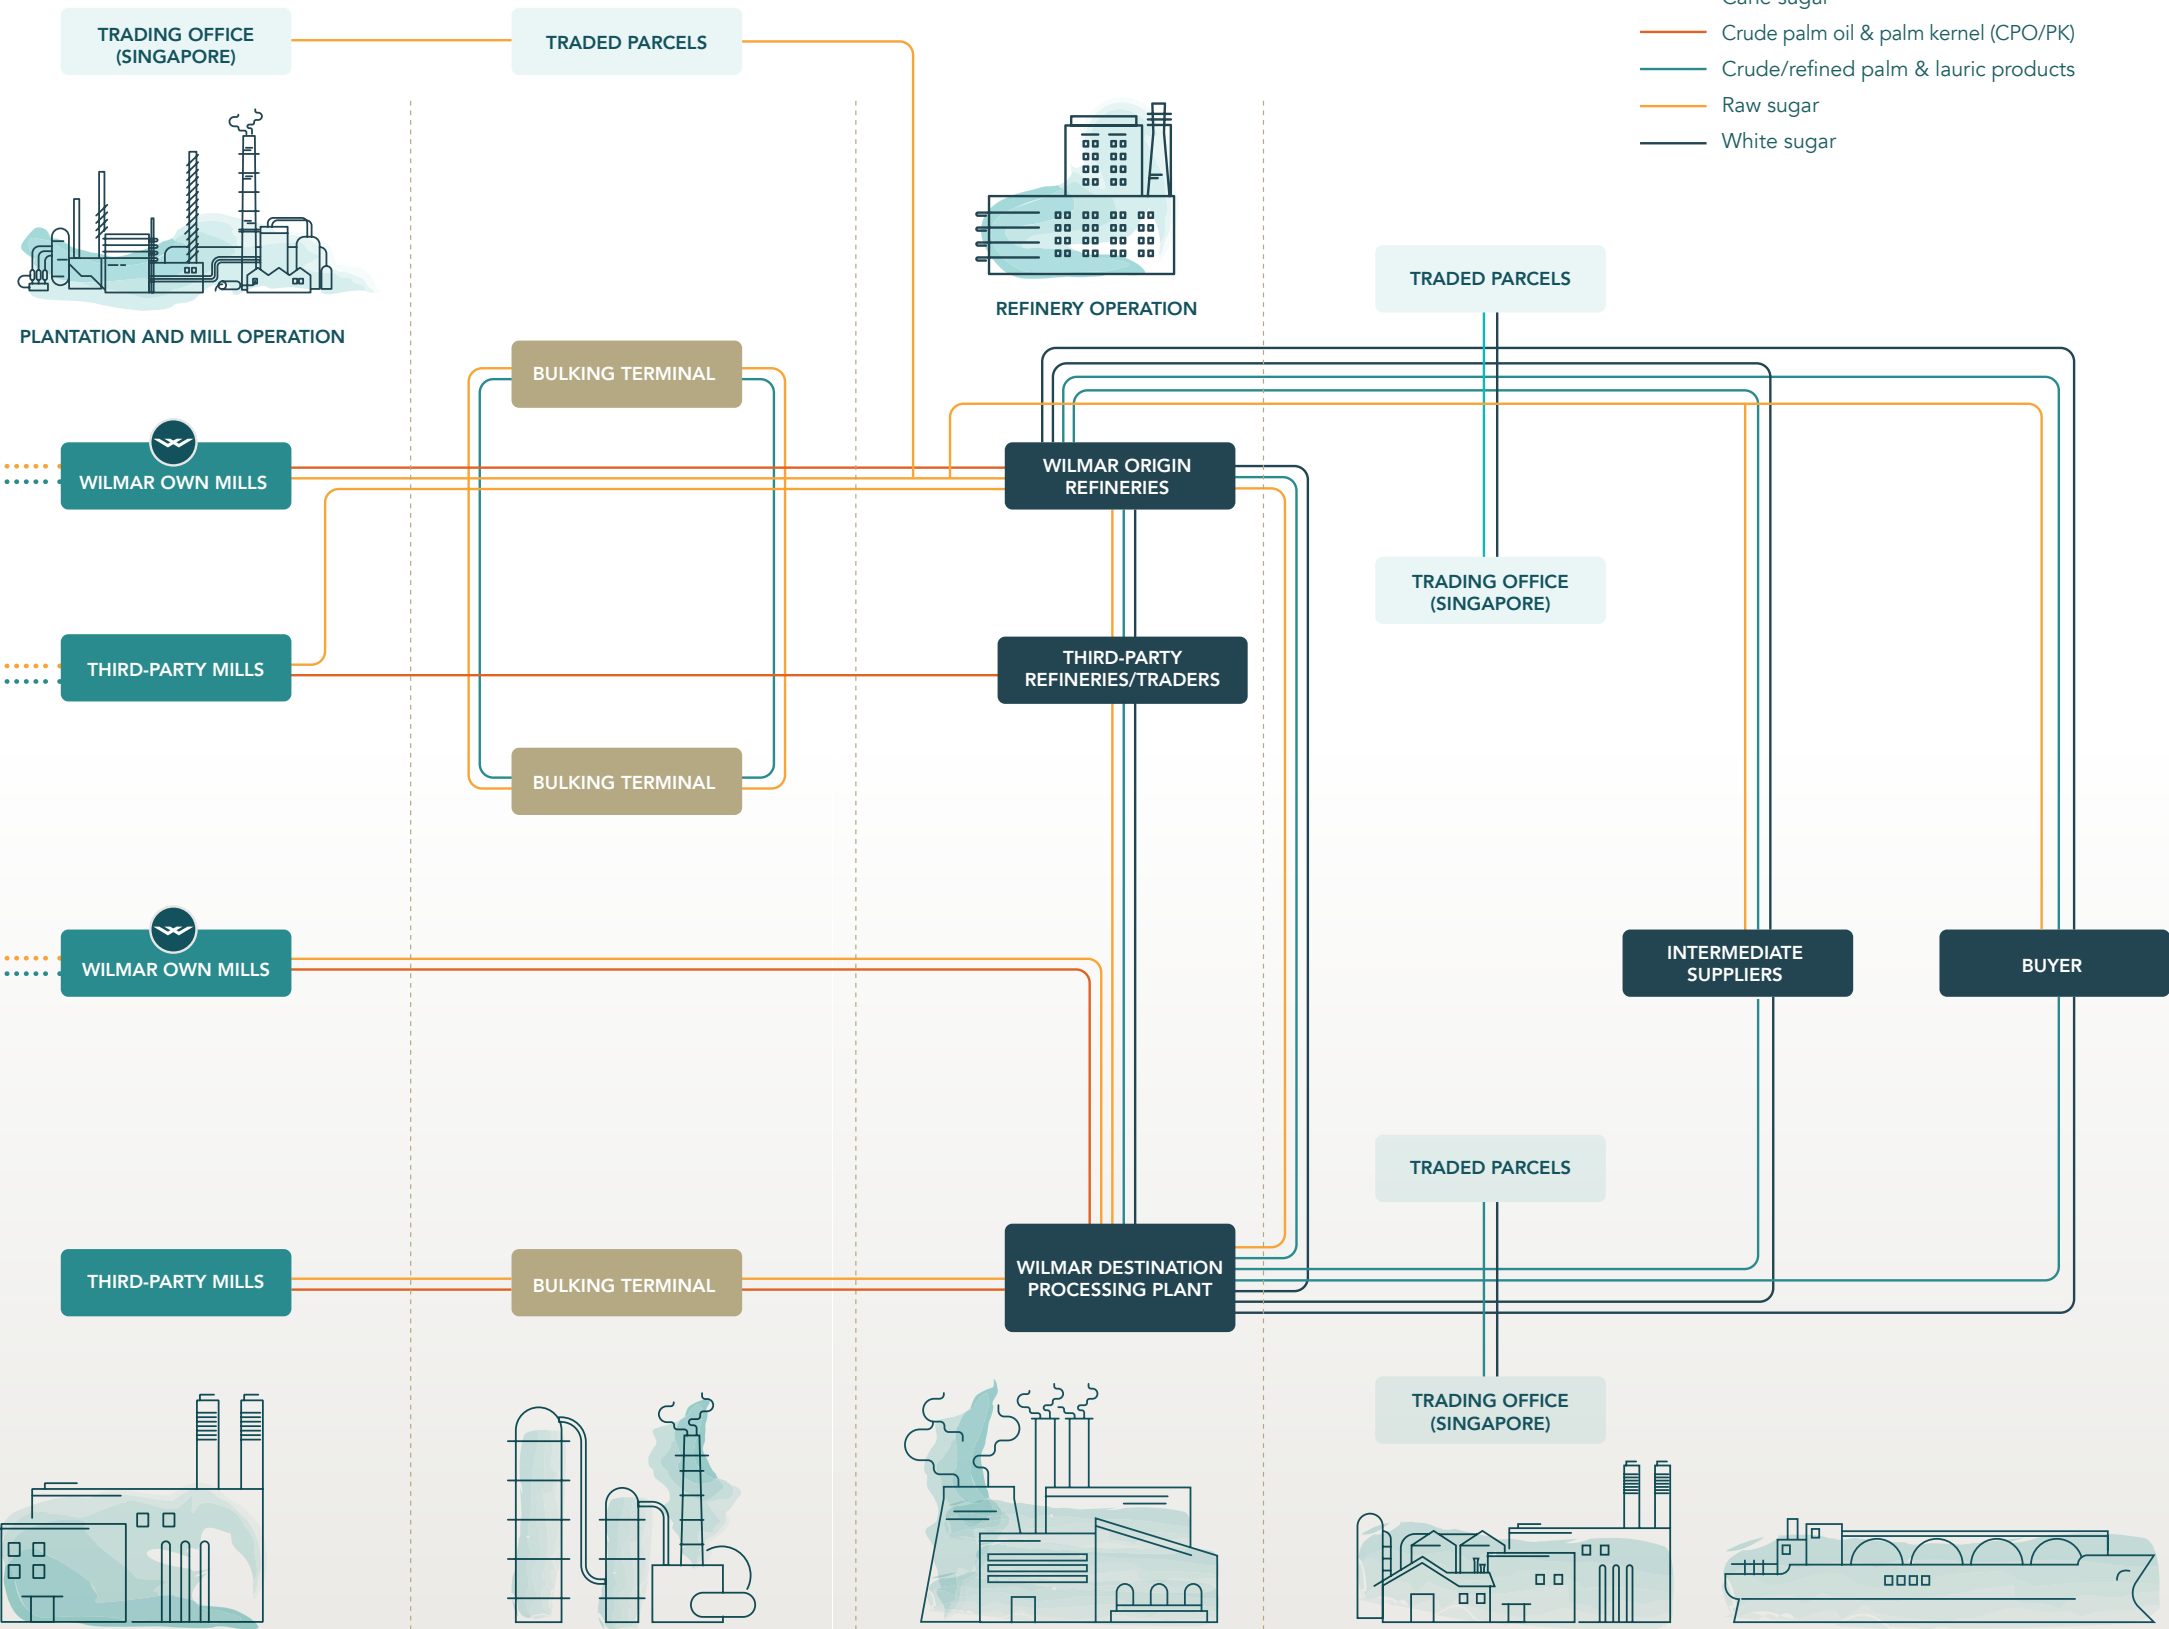 Cane sugar
Crude palm oil & palm kernel (CPO/PK)
Crude/refined palm & lauric products
Raw sugar
White sugar
TRADING OFFICE
(SINGAPORE)
TRADED PARCELS
PLANTATION AND MILL OPERATION
REFINERY OPERATION
TRADED PARCELS
BULKING TERMINAL
WILMAR OWN MILLS
WILMAR ORIGIN
REFINERIES
TRADING OFFICE
(SINGAPORE)
THIRD-PARTY MILLS
THIRD-PARTY
REFINERIES/TRADERS
BULKING TERMINAL
WILMAR OWN MILLS
INTERMEDIATE
SUPPLIERS
BUYER
TRADED PARCELS
THIRD-PARTY MILLS
BULKING TERMINAL
WILMAR DESTINATION
PROCESSING PLANT
TRADING OFFICE
(SINGAPORE)